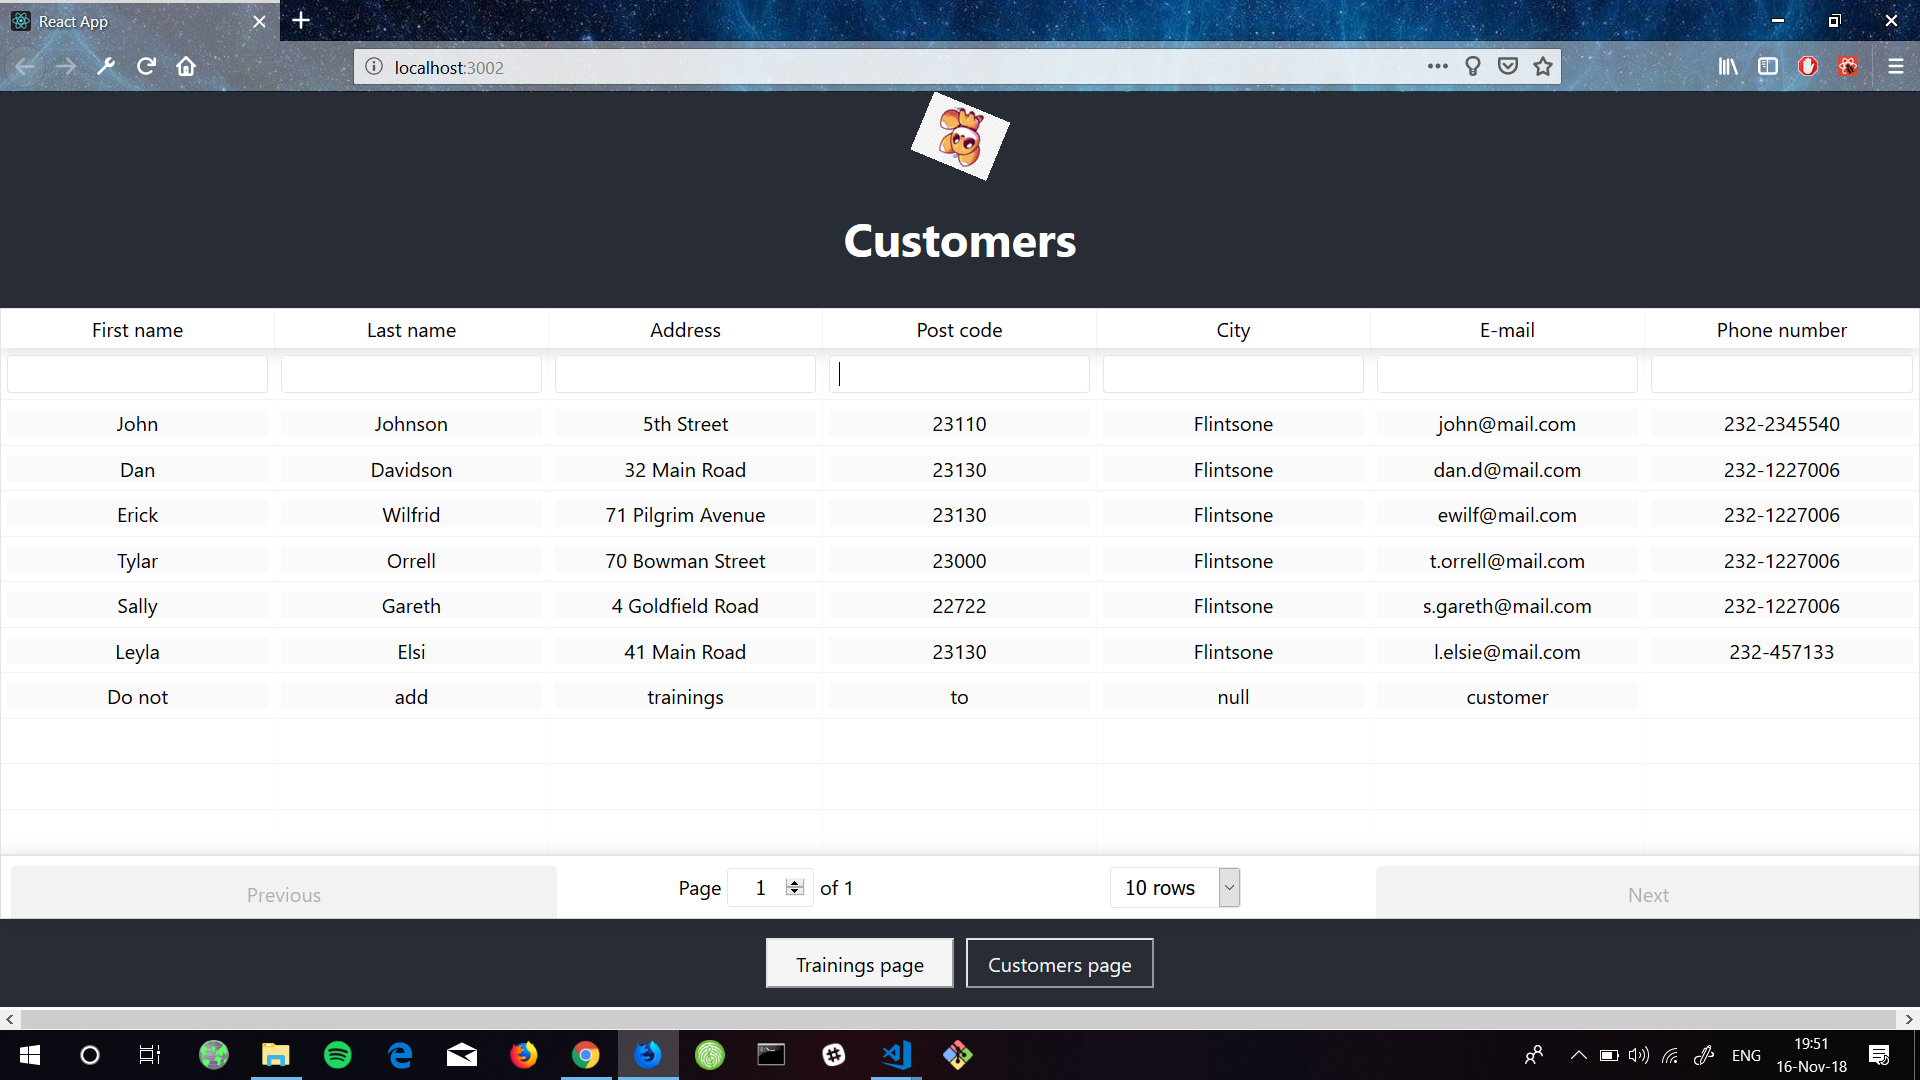 React App
localhost:3002
Customers
First name Last name Address Post code City E-mail Phone number
John Johnson 5th Street 23110 Flintsone john@mail.com 232-2345540
Dan Davidson 32 Main Road 23130 Flintsone dan.d@mail.com 232-1227006
Erick Wilfrid 71 Pilgrim Avenue 23130 Flintsone ewilf@mail.com 232-1227006
Tylar Orrell 70 Bowman Street 23000 Flintsone t.orrell@mail.com 232-1227006
Sally Gareth 4 Goldfield Road 22722 Flintsone s.gareth@mail.com 232-1227006
Leyla Elsi 41 Main Road 23130 Flintsone l.elsie@mail.com 232-457133
Do not add trainings to null customer
Previous Page 1 of 1 10 rows Next
Trainings page Customers page
ENG 19:51
16-Nov-18